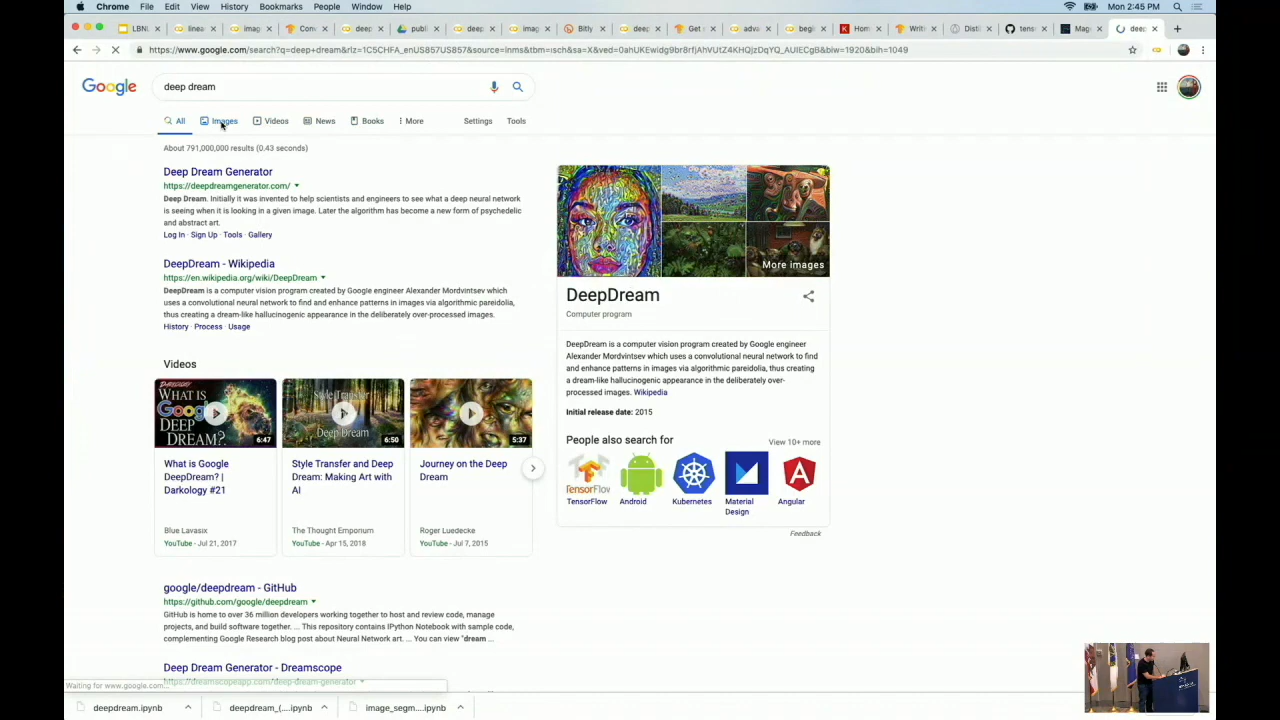 Chrome File Edit View History Bookmarks People Window Help Mon 2:45 PM
LBNL linea image Con deep publi deep imag Bitly deep Get adva begi Hom Write Distil tens Mage deep
https://www.google.com/search?q=deep+dream&rlz=1C5CHFA_enUS857US857&source=lnms&tbm=isch&sa=X&ved=0ahUKEwidg9br8rfjAhVUtZ4KHQjzDqYQ_AUIECgB&biw=1920&bih=1049
Google deep dream
All Images Videos News Books More Settings Tools
About 791,000,000 results (0.43 seconds)
Deep Dream Generator
https://deepdreamgenerator.com/
Deep Dream. Initially it was invented to help scientists and engineers to see what a deep neural network
is seeing when it is looking in a given image. Later the algorithm has become a new form of psychedelic
and abstract art.
Log In · Sign Up · Tools · Gallery
DeepDream - Wikipedia
https://en.wikipedia.org/wiki/DeepDream
DeepDream is a computer vision program created by Google engineer Alexander Mordvintsev which
uses a convolutional neural network to find and enhance patterns in images via algorithmic pareidolia,
thus creating a dream-like hallucinogenic appearance in the deliberately over-processed images.
History · Process · Usage
Videos
DARKOLOGY
WHAT IS
Google
DEEP
DREAM?
6:47
Style Transfer
Deep Dream
6:50
5:37
What is Google
DeepDream? |
Darkology #21
Blue Lavasix
YouTube - Jul 21, 2017
Style Transfer and Deep
Dream: Making Art with
AI
The Thought Emporium
YouTube - Apr 15, 2018
Journey on the Deep
Dream
Roger Luedecke
YouTube - Jul 7, 2015
google/deepdream - GitHub
https://github.com/google/deepdream
GitHub is home to over 36 million developers working together to host and review code, manage
projects, and build software together. ... This repository contains IPython Notebook with sample code,
complementing Google Research blog post about Neural Network art. ... You can view "dream ...
Deep Dream Generator - Dreamscope
https://dreamscopeapp.com/deep-dream-generator
More images
DeepDream
Computer program
DeepDream is a computer vision program created by Google engineer
Alexander Mordvintsev which uses a convolutional neural network to find
and enhance patterns in images via algorithmic pareidolia, thus creating
a dream-like hallucinogenic appearance in the deliberately over-
processed images. Wikipedia
Initial release date: 2015
People also search for View 10+ more
TensorFlow
TensorFlow Android Kubernetes Material
Design Angular
Feedback
Waiting for www.google.com...
deepdream.ipynb deepdream_(....ipynb image_segm....ipynb